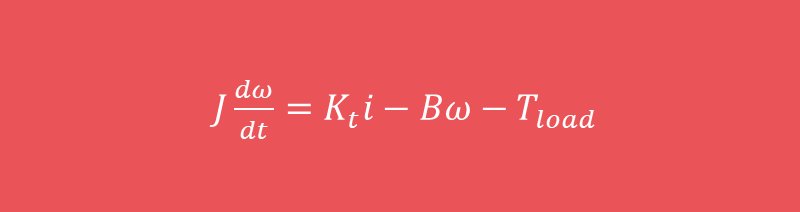 J dω/dt = K_t i − Bω − T_load